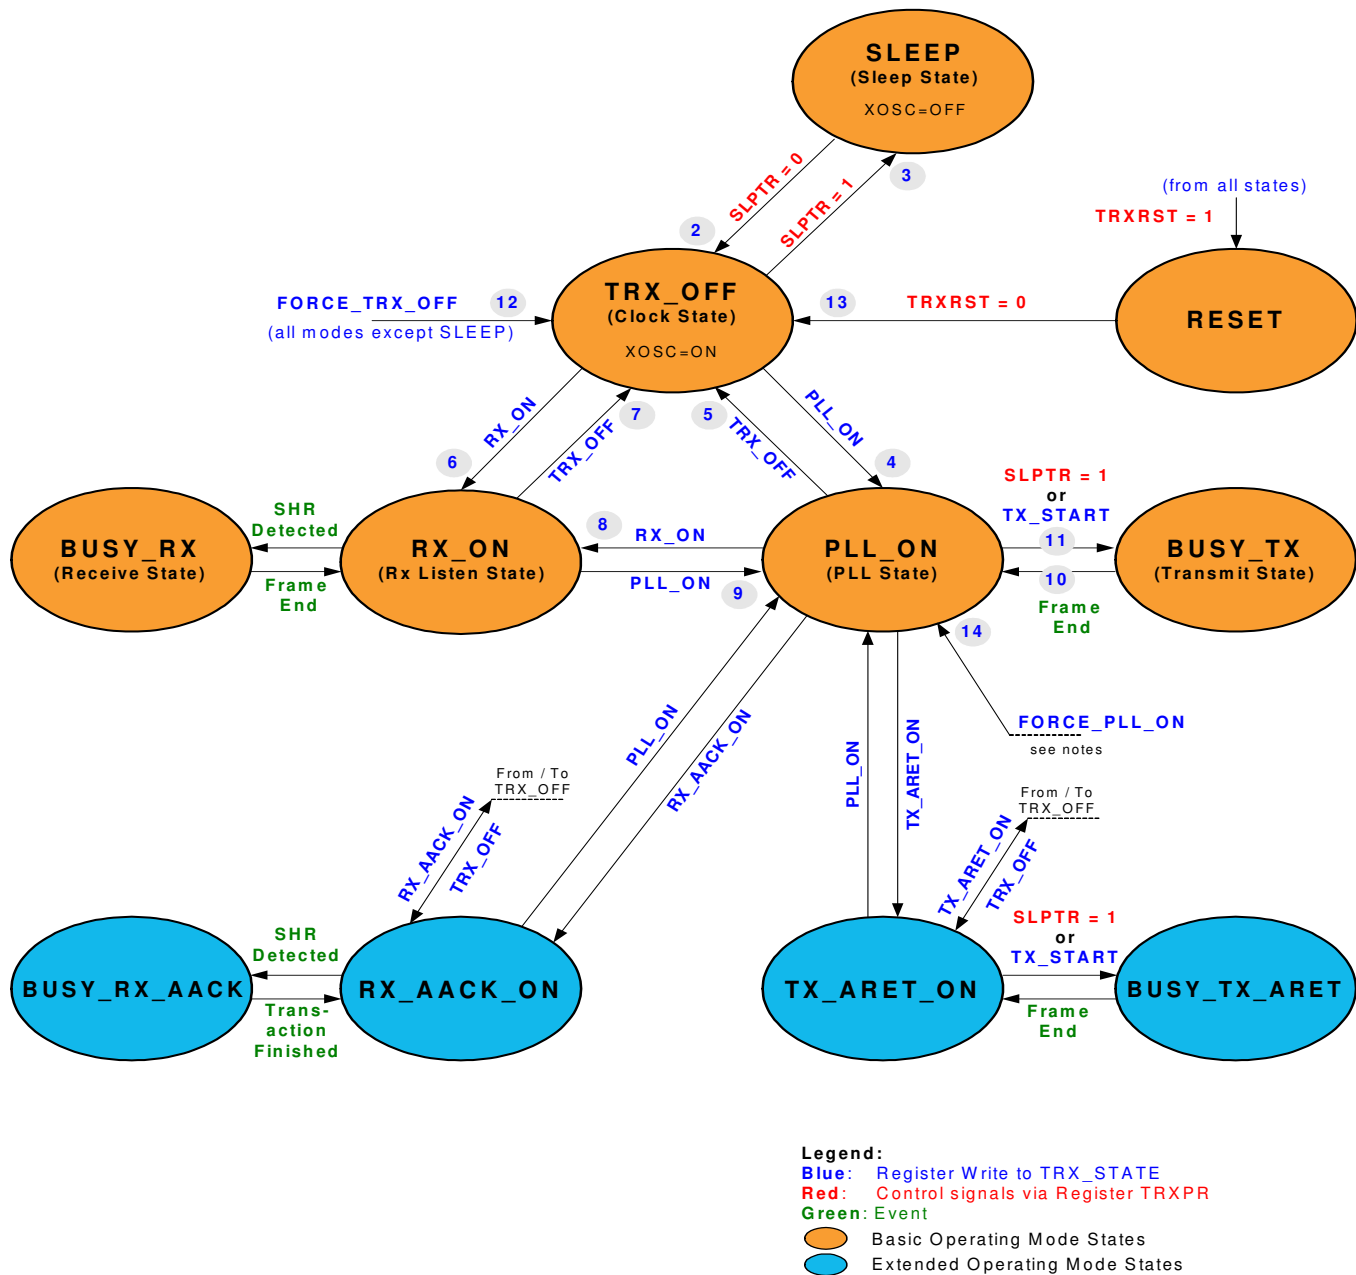 SLEEP
(Sleep State)
XOSC=OFF
SLPTR = 0
SLPTR = 1
3
2
(from all states)
TRXRST = 1
FORCE_TRX_OFF
12
(all modes except SLEEP)
TRX_OFF
(Clock State)
XOSC=ON
13
TRXRST = 0
RESET
RX_ON
7
TRX_OFF
6
5
TRX_OFF
PLL_ON
4
SHR
Detected
BUSY_RX
(Receive State)
Frame
End
RX_ON
(Rx Listen State)
8
RX_ON
PLL_ON
9
PLL_ON
(PLL State)
SLPTR = 1
or
TX_START
11
10
Frame
End
BUSY_TX
(Transmit State)
14
FORCE_PLL_ON
see notes
PLL_ON
RX_AACK_ON
PLL_ON
TX_ARET_ON
From / To
TRX_OFF
RX_AACK_ON
TRX_OFF
From / To
TRX_OFF
TX_ARET_ON
TRX_OFF
SHR
Detected
BUSY_RX_AACK
Trans-
action
Finished
RX_AACK_ON
TX_ARET_ON
SLPTR = 1
or
TX_START
Frame
End
BUSY_TX_ARET
Legend:
Blue: Register Write to TRX_STATE
Red: Control signals via Register TRXPR
Green: Event
Basic Operating Mode States
Extended Operating Mode States